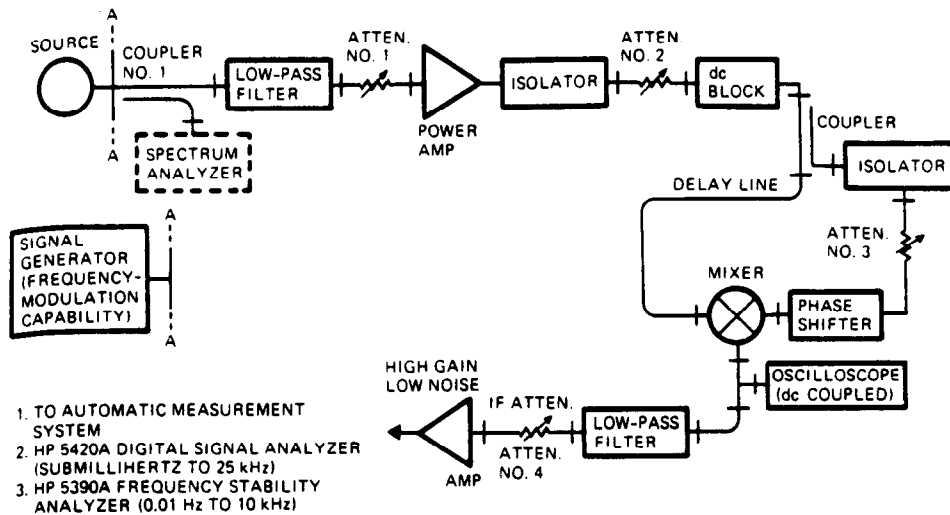 A
SOURCE
COUPLER
NO. 1
LOW-PASS
FILTER
ATTEN.
NO. 1
POWER
AMP
ISOLATOR
ATTEN.
NO. 2
dc
BLOCK
COUPLER
ISOLATOR
A
SPECTRUM
ANALYZER
DELAY LINE
ATTEN.
NO. 3
A
SIGNAL
GENERATOR
(FREQUENCY-
MODULATION
CAPABILITY)
A
MIXER
PHASE
SHIFTER
OSCILLOSCOPE
(dc COUPLED)
HIGH GAIN
LOW NOISE
AMP
IF ATTEN.
ATTEN.
NO. 4
LOW-PASS
FILTER
1. TO AUTOMATIC MEASUREMENT
SYSTEM
2. HP 5420A DIGITAL SIGNAL ANALYZER
(SUBMILLIHERTZ TO 25 kHz)
3. HP 5390A FREQUENCY STABILITY
ANALYZER (0.01 Hz TO 10 kHz)